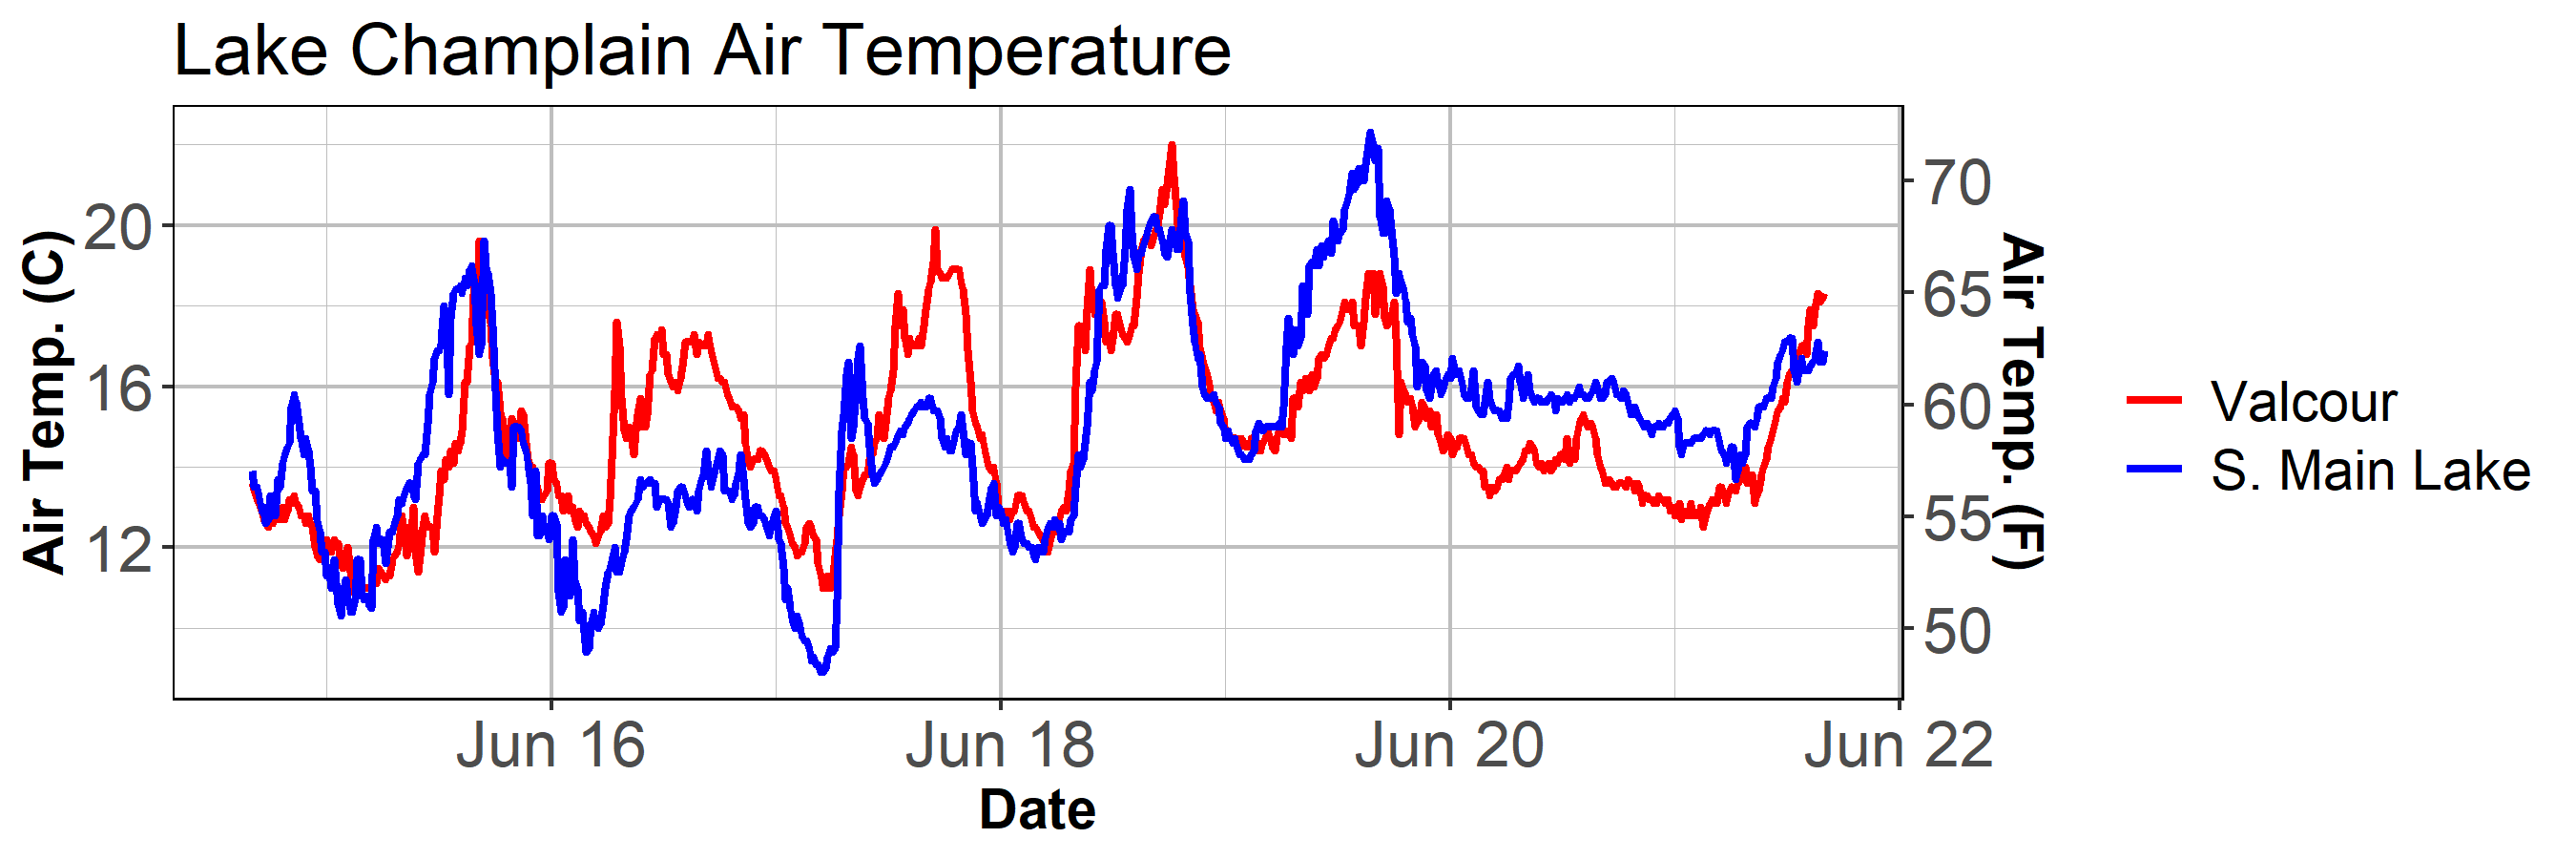 Lake Champlain Air Temperature
Air Temp. (C)
20
16
12
70
65
60
55
50
Air Temp. (F)
Jun 16
Jun 18
Jun 20
Jun 22
Date
Valcour
S. Main Lake